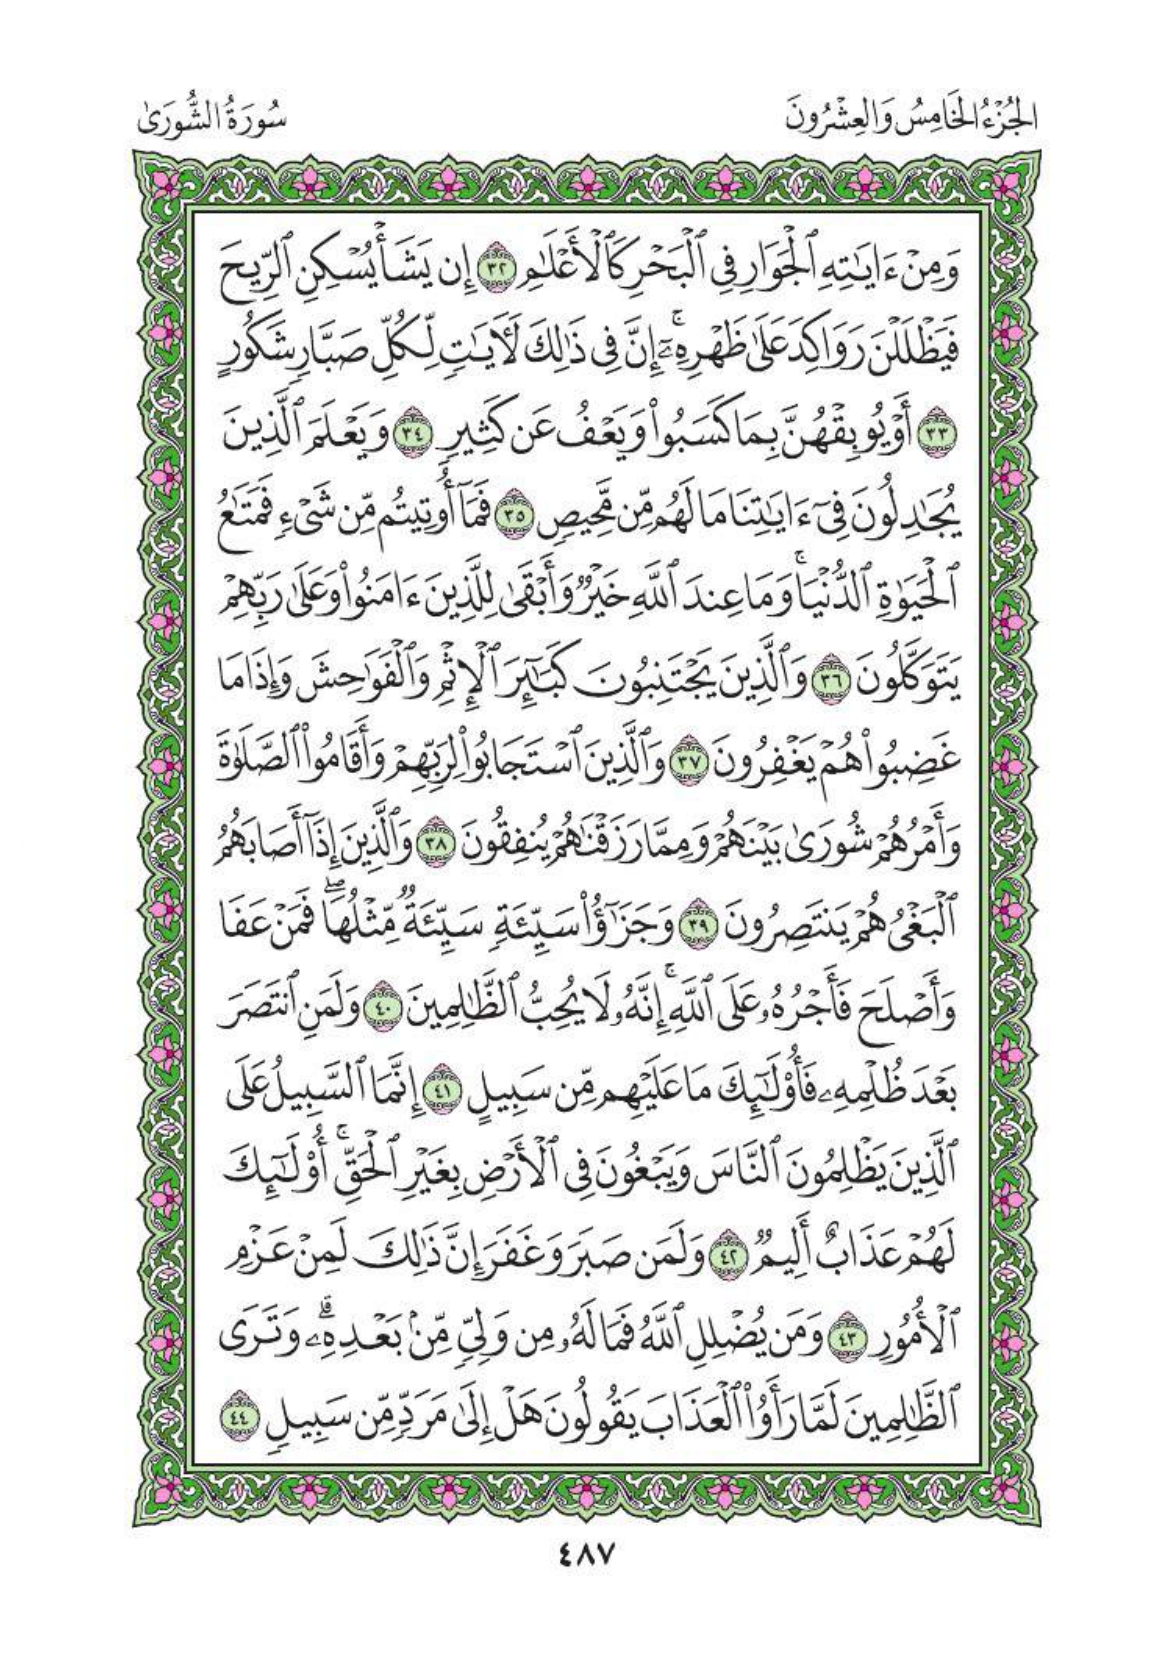 الجُزْءُ الخَامِسُ وَالعِشْرُونَ
سُورَةُ الشُّورَىٰ
وَمِنْ ءَايَٰتِهِ ٱلْجَوَارِ فِى ٱلْبَحْرِ كَٱلْأَعْلَٰمِ ٣٢ إِن يَشَأْ يُسْكِنِ ٱلرِّيحَ
فَيَظْلَلْنَ رَوَاكِدَ عَلَىٰ ظَهْرِهِۦٓ ۚ إِنَّ فِى ذَٰلِكَ لَءَايَٰتٍ لِّكُلِّ صَبَّارٍ شَكُورٍ
٣٣ أَوْ يُوبِقْهُنَّ بِمَا كَسَبُوا۟ وَيَعْفُ عَن كَثِيرٍ ٣٤ وَيَعْلَمَ ٱلَّذِينَ
يُجَٰدِلُونَ فِىٓ ءَايَٰتِنَا مَا لَهُم مِّن مَّحِيصٍ ٣٥ فَمَآ أُوتِيتُم مِّن شَىْءٍ فَمَتَٰعُ
ٱلْحَيَوٰةِ ٱلدُّنْيَا ۚ وَمَا عِندَ ٱللَّهِ خَيْرٌ وَأَبْقَىٰ لِلَّذِينَ ءَامَنُوا۟ وَعَلَىٰ رَبِّهِمْ
يَتَوَكَّلُونَ ٣٦ وَٱلَّذِينَ يَجْتَنِبُونَ كَبَٰٓئِرَ ٱلْإِثْمِ وَٱلْفَوَٰحِشَ وَإِذَا مَا
غَضِبُوا۟ هُمْ يَغْفِرُونَ ٣٧ وَٱلَّذِينَ ٱسْتَجَابُوا۟ لِرَبِّهِمْ وَأَقَامُوا۟ ٱلصَّلَوٰةَ
وَأَمْرُهُمْ شُورَىٰ بَيْنَهُمْ وَمِمَّا رَزَقْنَٰهُمْ يُنفِقُونَ ٣٨ وَٱلَّذِينَ إِذَآ أَصَابَهُمُ
ٱلْبَغْىُ هُمْ يَنتَصِرُونَ ٣٩ وَجَزَٰٓؤُا۟ سَيِّئَةٍ سَيِّئَةٌ مِّثْلُهَا ۖ فَمَنْ عَفَا
وَأَصْلَحَ فَأَجْرُهُۥ عَلَى ٱللَّهِ ۚ إِنَّهُۥ لَا يُحِبُّ ٱلظَّٰلِمِينَ ٤٠ وَلَمَنِ ٱنتَصَرَ
بَعْدَ ظُلْمِهِۦ فَأُو۟لَٰٓئِكَ مَا عَلَيْهِم مِّن سَبِيلٍ ٤١ إِنَّمَا ٱلسَّبِيلُ عَلَى
ٱلَّذِينَ يَظْلِمُونَ ٱلنَّاسَ وَيَبْغُونَ فِى ٱلْأَرْضِ بِغَيْرِ ٱلْحَقِّ ۚ أُو۟لَٰٓئِكَ
لَهُمْ عَذَابٌ أَلِيمٌ ٤٢ وَلَمَن صَبَرَ وَغَفَرَ إِنَّ ذَٰلِكَ لَمِنْ عَزْمِ
ٱلْأُمُورِ ٤٣ وَمَن يُضْلِلِ ٱللَّهُ فَمَا لَهُۥ مِن وَلِىٍّ مِّنۢ بَعْدِهِۦ ۗ وَتَرَى
ٱلظَّٰلِمِينَ لَمَّا رَأَوُا۟ ٱلْعَذَابَ يَقُولُونَ هَلْ إِلَىٰ مَرَدٍّ مِّن سَبِيلٍ ٤٤
٤٨٧